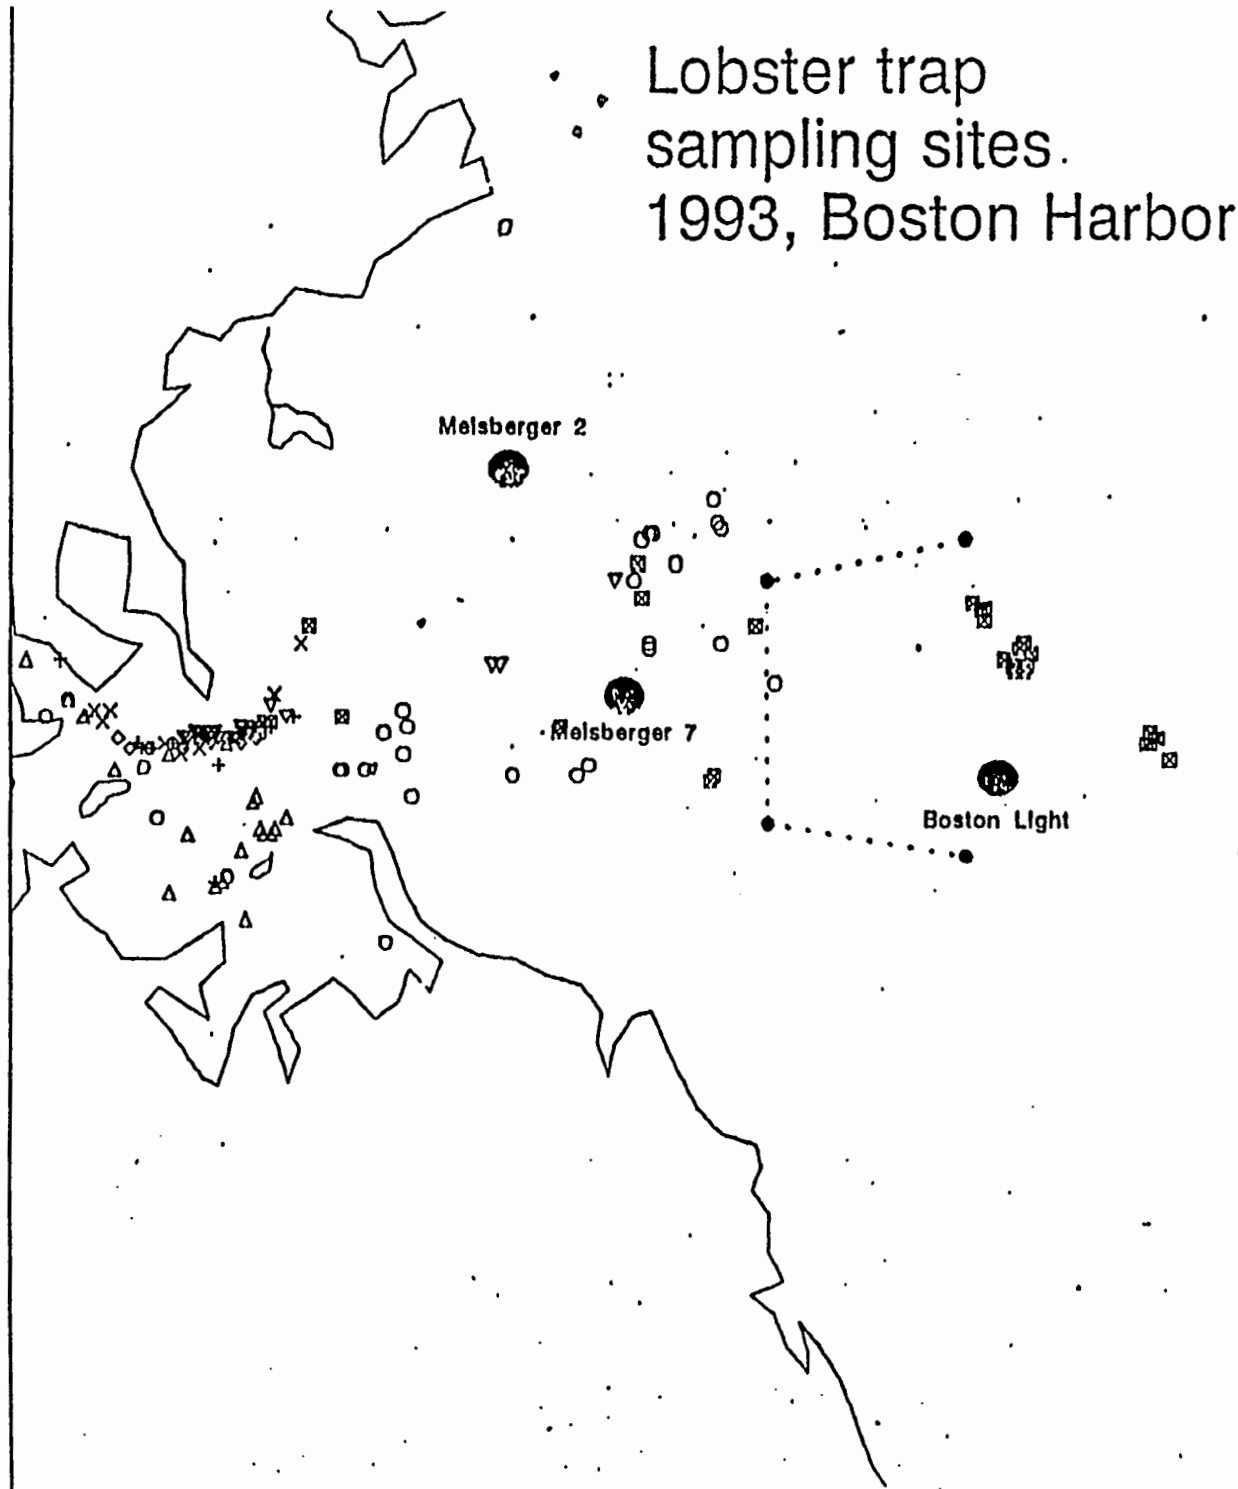 Lobster trap
sampling sites.
1993, Boston Harbor
Meisberger 2
Meisberger 7
Boston Light